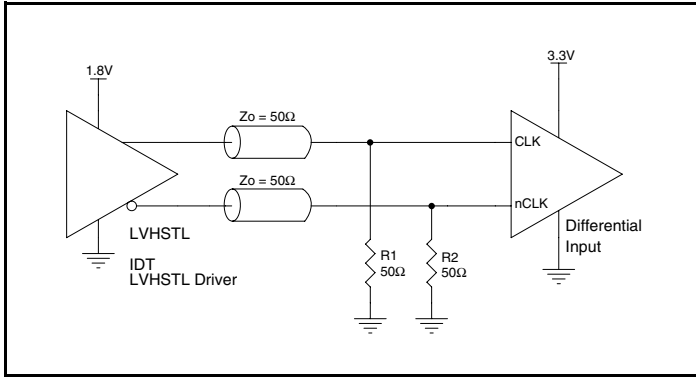 3.3V
1.8V
Zo = 50Ω
CLK
Zo = 50Ω
nCLK
LVHSTL
Differential
Input
IDT
LVHSTL Driver
R1
50Ω
R2
50Ω